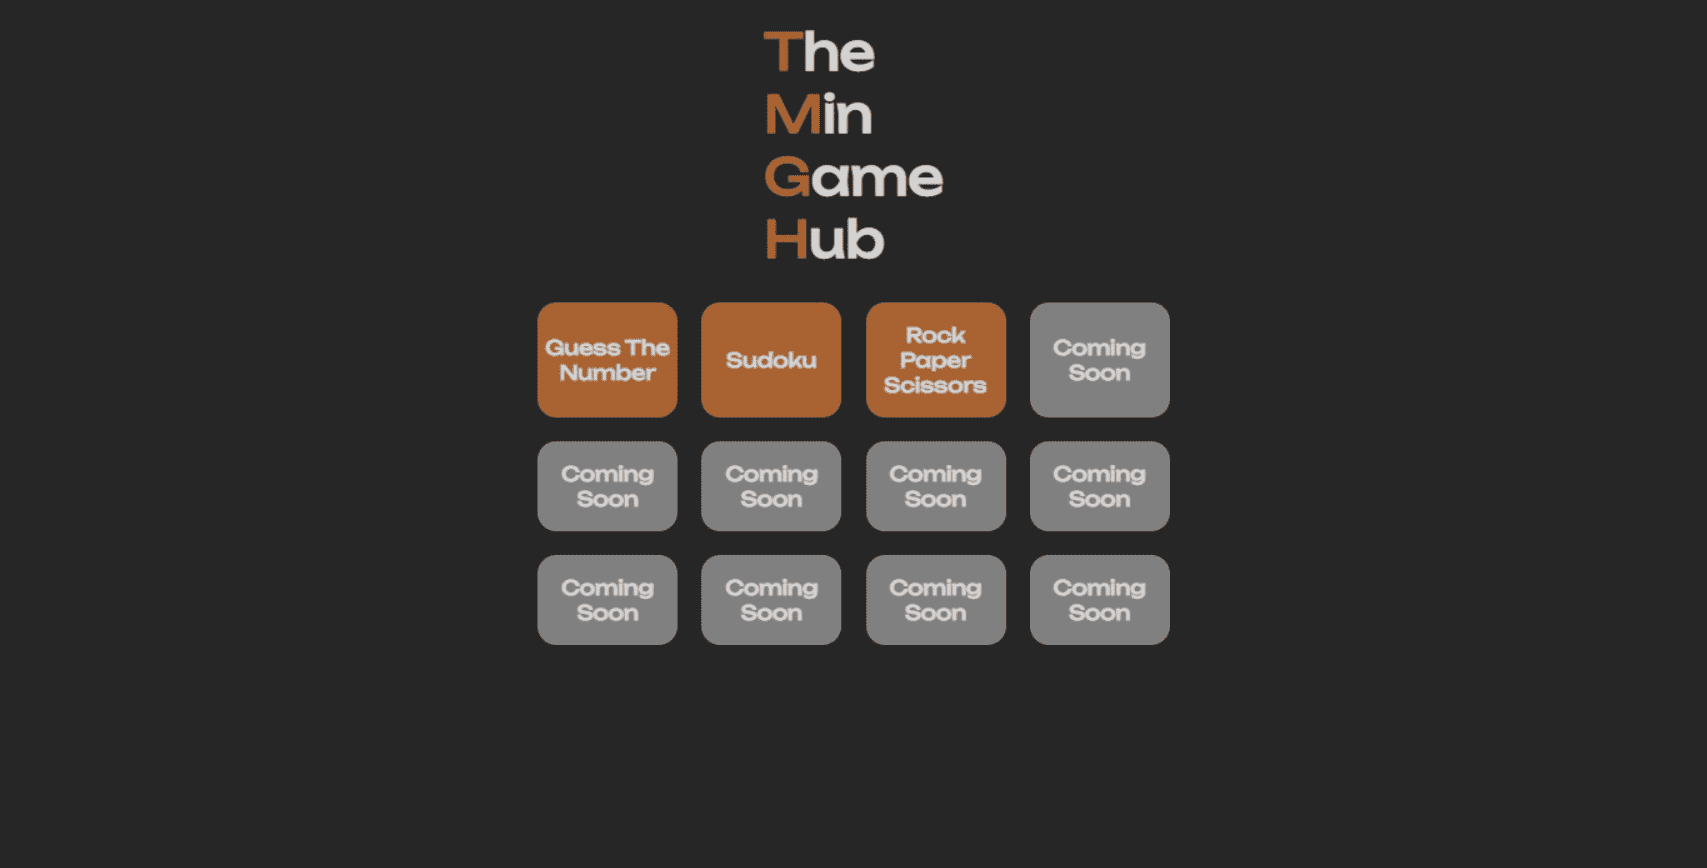 The
Min
Game
Hub
Guess The
Number
Sudoku
Rock
Paper
Scissors
Coming
Soon
Coming
Soon
Coming
Soon
Coming
Soon
Coming
Soon
Coming
Soon
Coming
Soon
Coming
Soon
Coming
Soon